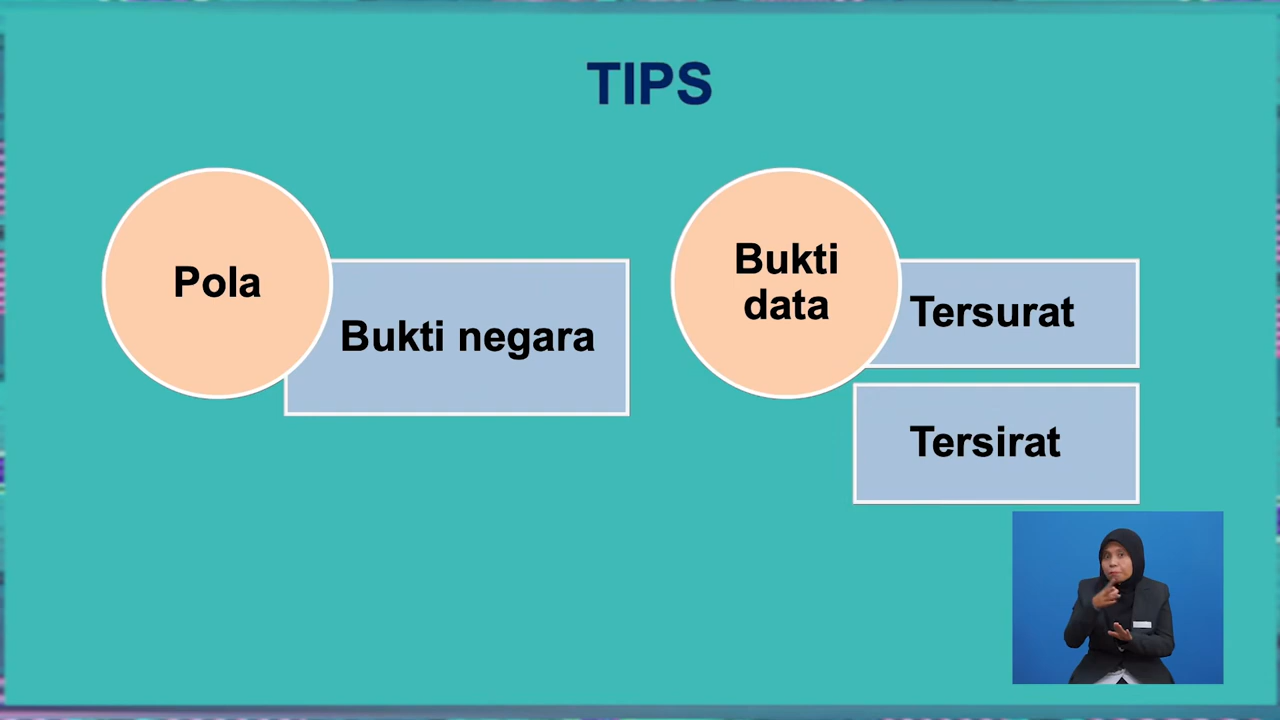 TIPS
Pola
Bukti negara
Bukti
data
Tersurat
Tersirat